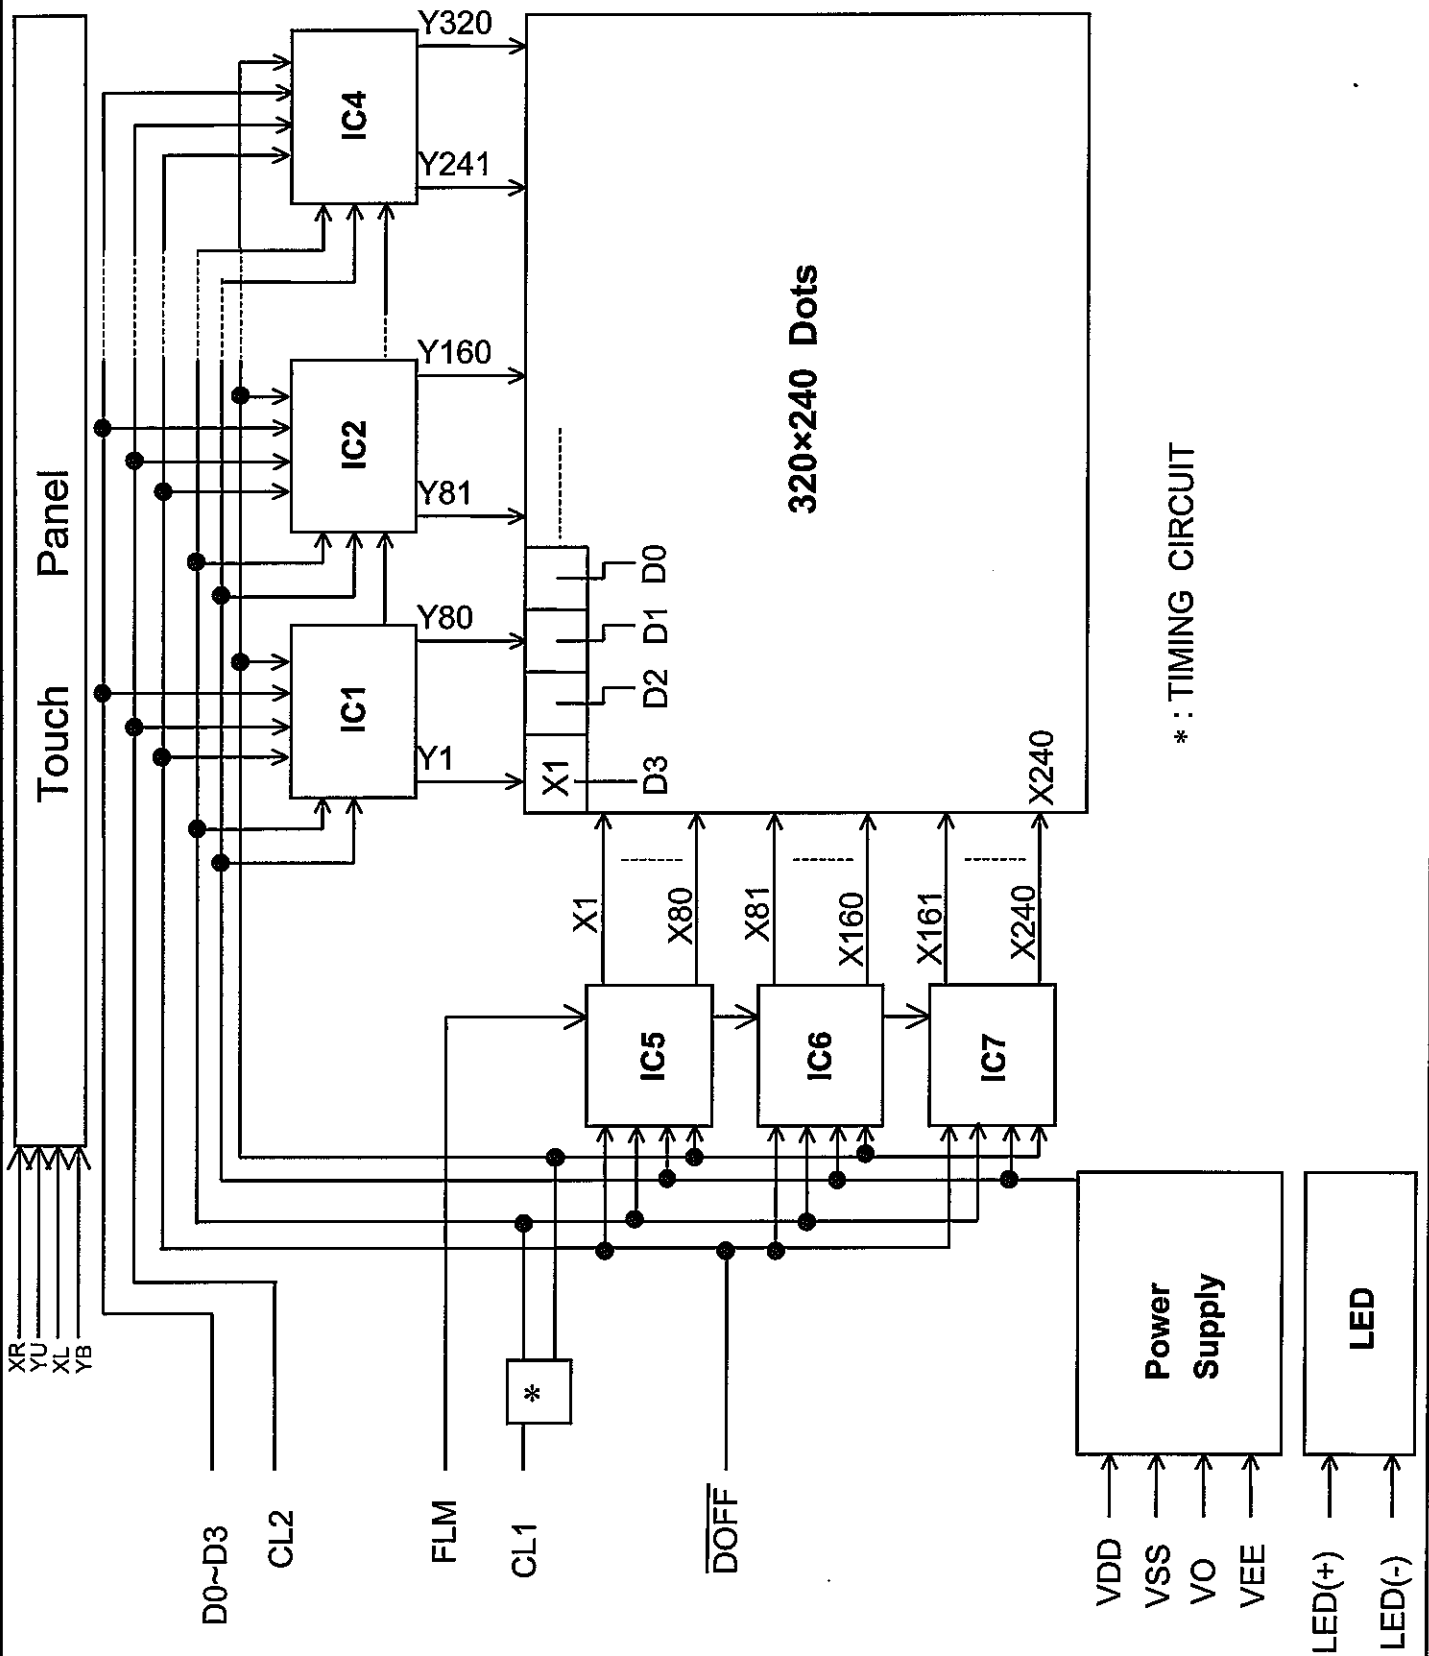 XR
YU
XL
YB
Touch Panel
D0~D3
CL2
FLM
CL1
*
DOFF
VDD
VSS
VO
VEE
Power
Supply
LED(+)
LED(-)
LED
IC1
IC2
IC4
Y1
Y80
Y81
Y160
Y241
Y320
IC5
IC6
IC7
X1
X80
X81
X160
X161
X240
X1
D3
D2
D1
D0
320×240 Dots
X240
* : TIMING CIRCUIT